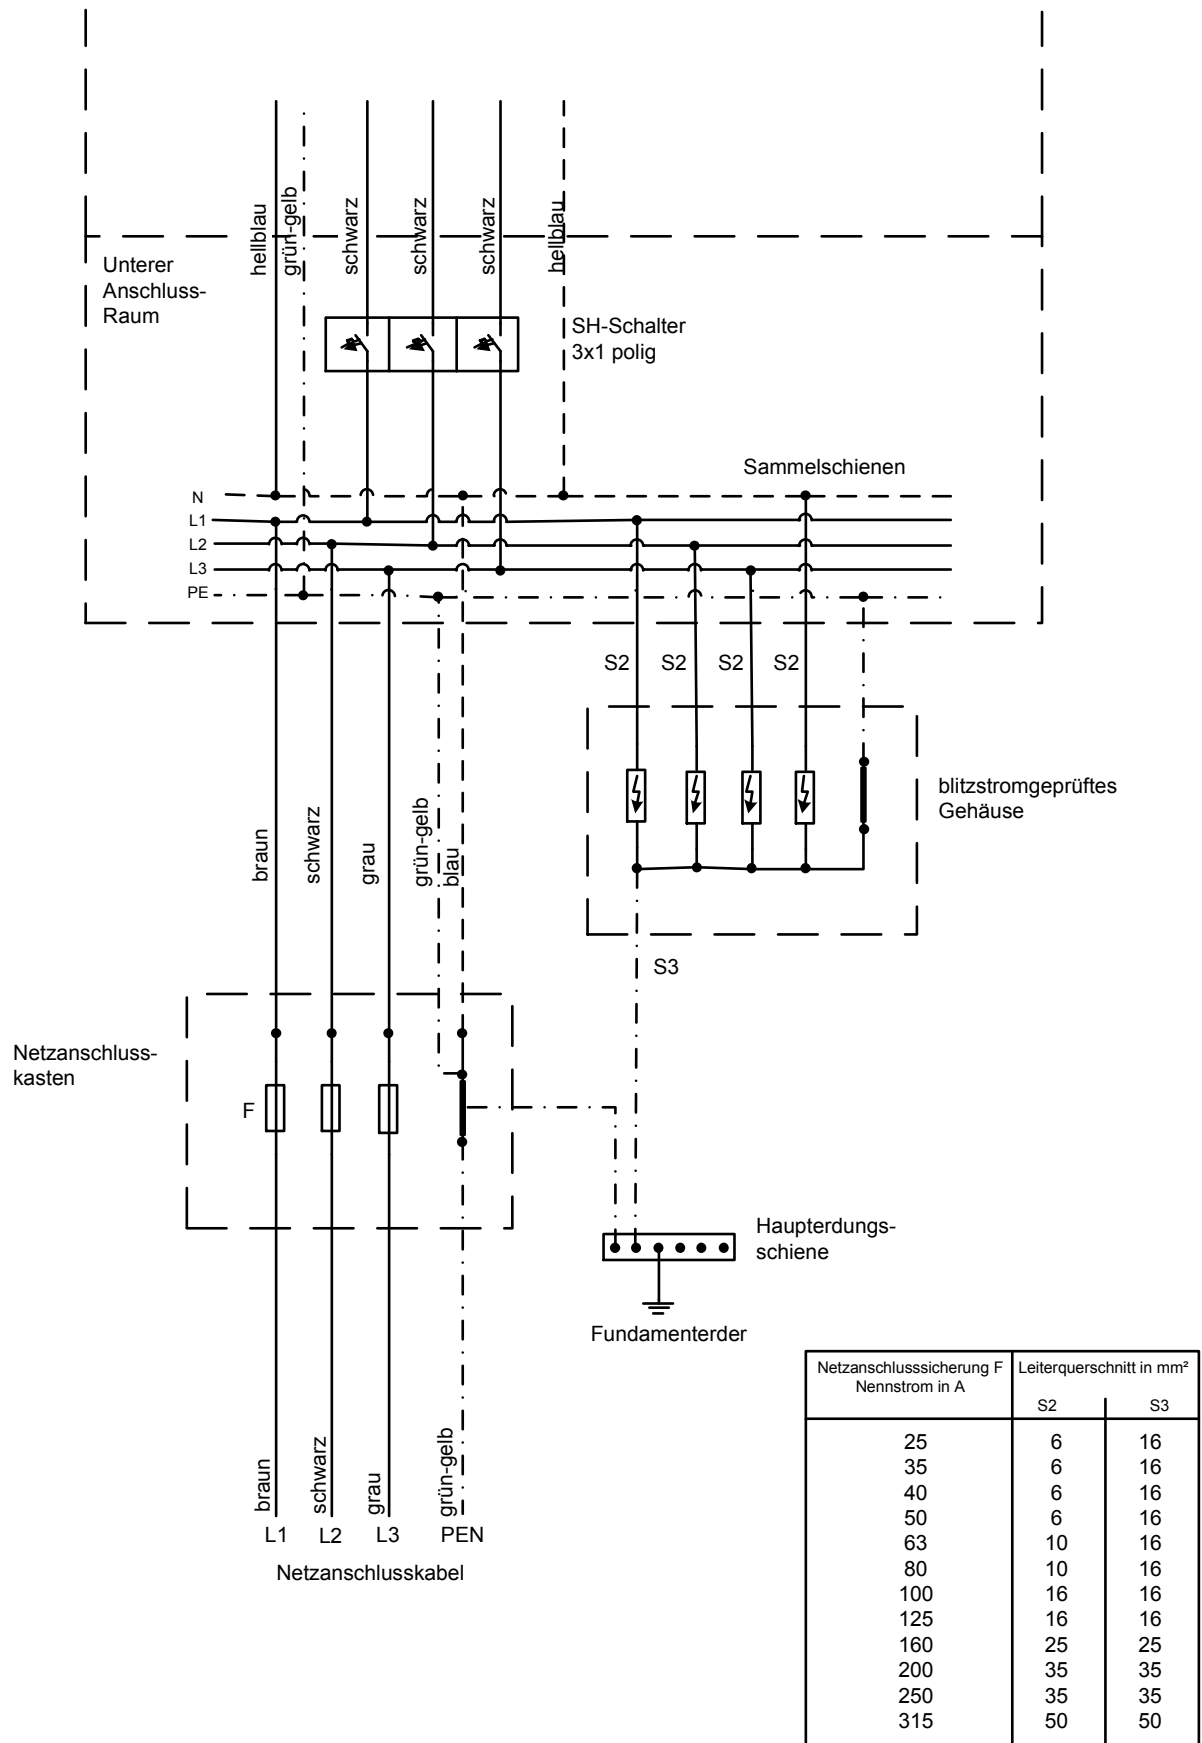 hellblau
grün-gelb
schwarz
schwarz
schwarz
hellblau
Unterer
Anschluss-
Raum
SH-Schalter
3x1 polig
Sammelschienen
N
L1
L2
L3
PE
S2
S2
S2
S2
blitzstromgeprüftes
Gehäuse
braun
schwarz
grau
grün-gelb
blau
S3
Netzanschluss-
kasten
F
Haupterdungs-
schiene
Fundamenterder
braun
schwarz
grau
grün-gelb
L1 L2 L3 PEN
Netzanschlusskabel
Netzanschlusssicherung F Leiterquerschnitt in mm²
Nennstrom in A
S2 S3
25 6 16
35 6 16
40 6 16
50 6 16
63 10 16
80 10 16
100 16 16
125 16 16
160 25 25
200 35 35
250 35 35
315 50 50